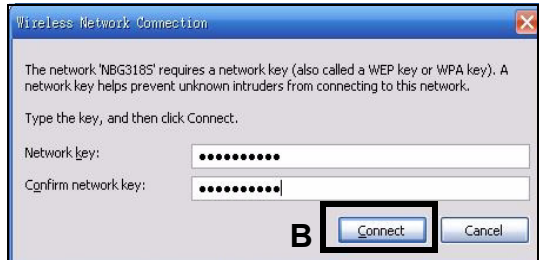 Wireless Network Connection
The network 'NBG318S' requires a network key (also called a WEP key or WPA key). A
network key helps prevent unknown intruders from connecting to this network.
Type the key, and then click Connect.
Network key:
••••••••••
Confirm network key:
••••••••••
B
Connect
Cancel